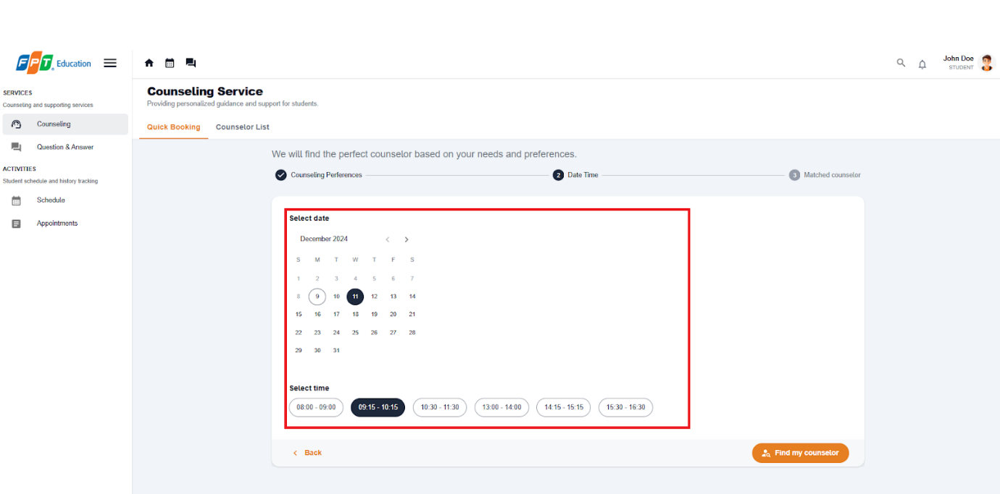 FPT Education
John Doe
STUDENT
SERVICES
Counseling and supporting services
Counseling
Question & Answer
ACTIVITIES
Student schedule and history tracking
Schedule
Appointments
Counseling Service
Providing personalized guidance and support for students.
Quick Booking Counselor List
We will find the perfect counselor based on your needs and preferences.
Counseling Perferences 2 Date Time 3 Matched counselor
Select date
December 2024
S M T W T F S
1 2 3 4 5 6 7
8 9 10 11 12 13 14
15 16 17 18 19 20 21
22 23 24 25 26 27 28
29 30 31
Select time
08:00 - 09:00 09:15 - 10:15 10:30 - 11:30 13:00 - 14:00 14:15 - 15:15 15:30 - 16:30
Back Find my counselor